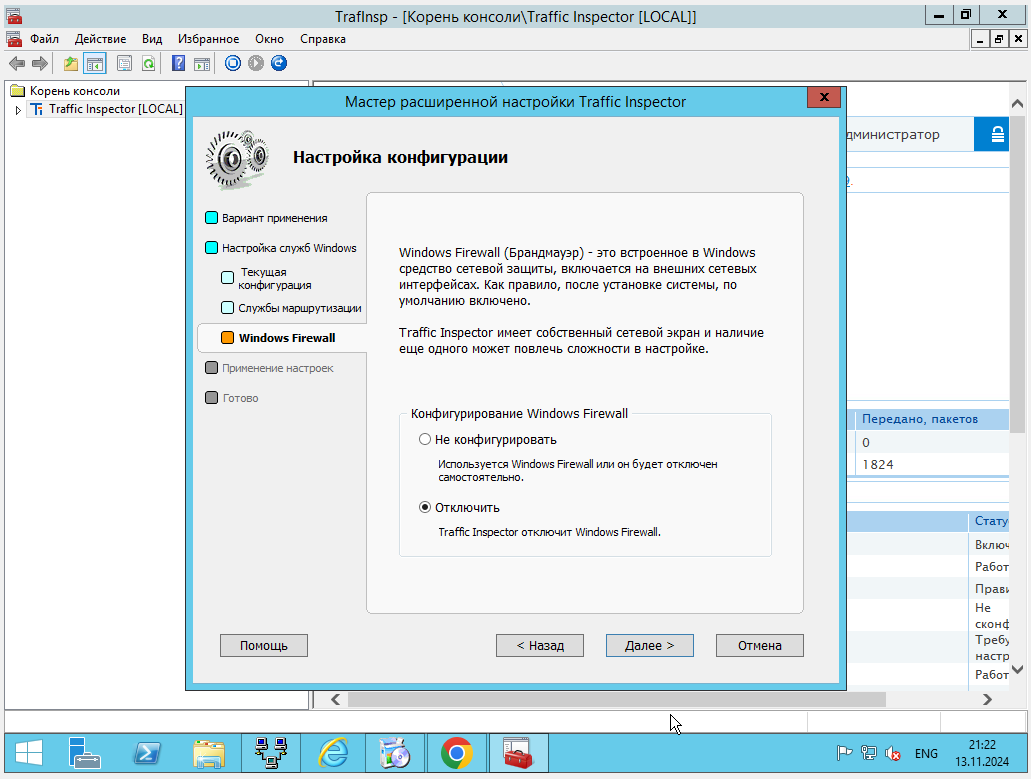 TrafInsp - [Корень консоли\Traffic Inspector [LOCAL]]
Файл Действие Вид Избранное Окно Справка
Корень консоли
Traffic Inspector [LOCAL]
Мастер расширенной настройки Traffic Inspector
Настройка конфигурации
Вариант применения
Настройка служб Windows
Текущая
конфигурация
Службы маршрутизации
Windows Firewall
Применение настроек
Готово
Windows Firewall (Брандмауэр) - это встроенное в Windows
средство сетевой защиты, включается на внешних сетевых
интерфейсах. Как правило, после установке системы, по
умолчанию включено.
Traffic Inspector имеет собственный сетевой экран и наличие
еще одного может повлечь сложности в настройке.
Конфигурирование Windows Firewall
Не конфигурировать
Используется Windows Firewall или он будет отключен
самостоятельно.
Отключить
Traffic Inspector отключит Windows Firewall.
Помощь
< Назад
Далее >
Отмена
дминистратор
Передано, пакетов
0
1824
Стату
Включ
Работ
Прави
Не
сконф
Требу
настр
Работ
ENG
21:22
13.11.2024